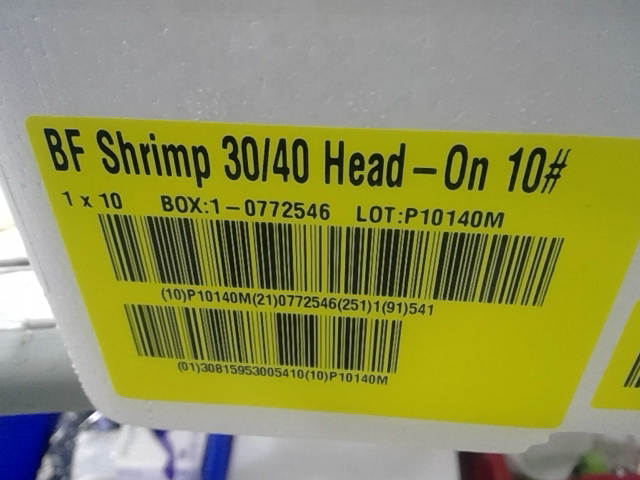 BF Shrimp 30/40 Head-On 10#
1 x 10 BOX:1-0772546 LOT:P10140M
(10)P10140M(21)0772546(251)1(91)541
(01)30815953005410(10)P10140M